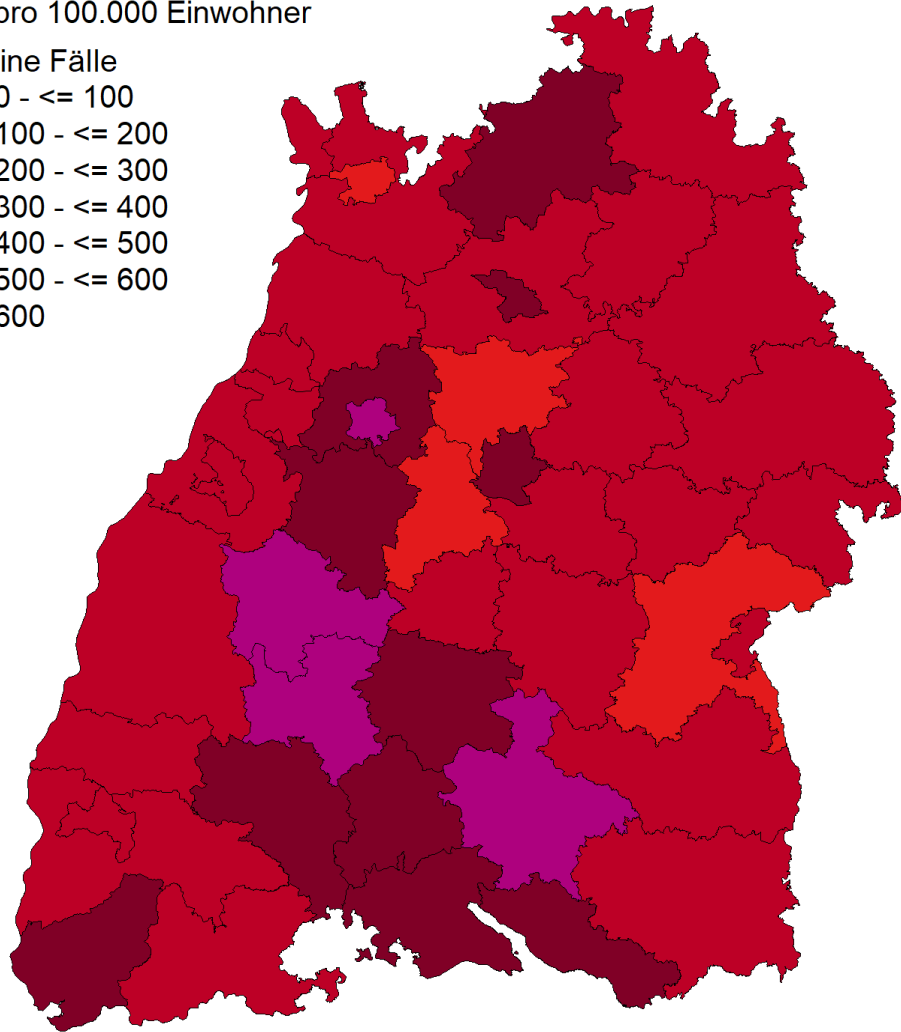 pro 100.000 Einwohner
ine Fälle
0 - <= 100
100 - <= 200
200 - <= 300
300 - <= 400
400 - <= 500
500 - <= 600
600